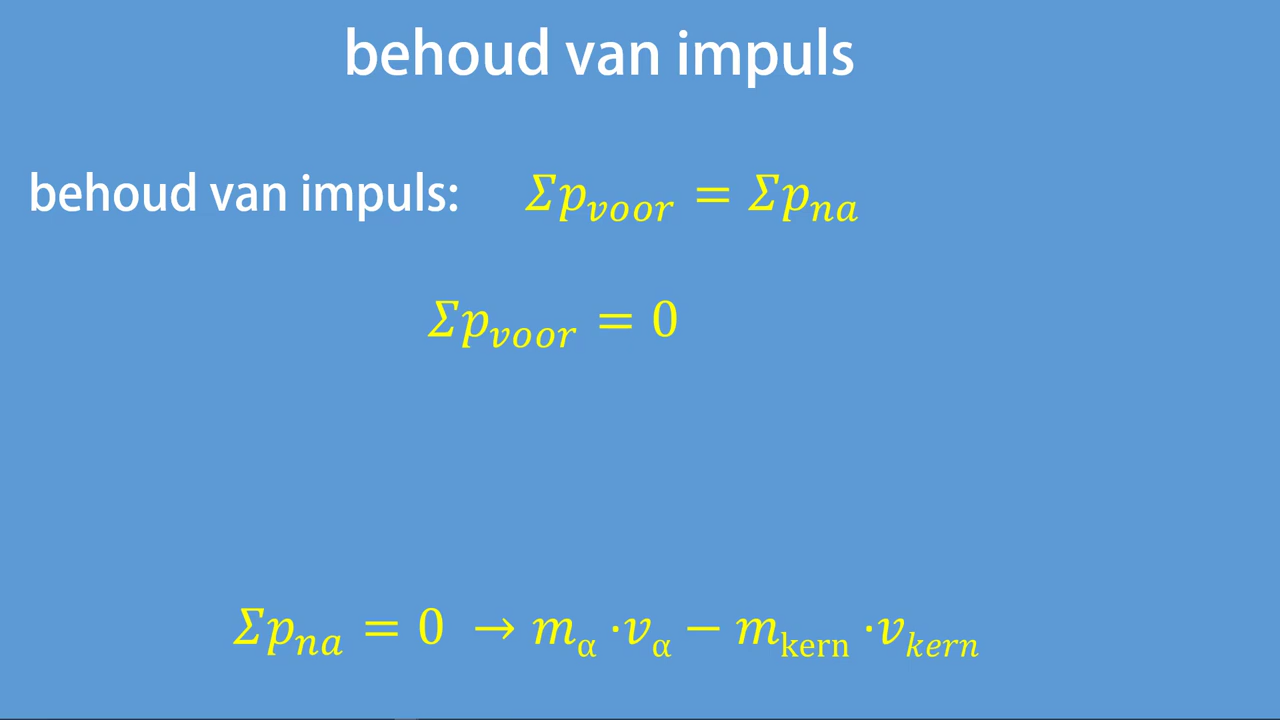 behoud van impuls
behoud van impuls: Σp_voor = Σp_na
Σp_voor = 0
Σp_na = 0 → m_α ·v_α − m_kern ·v_kern